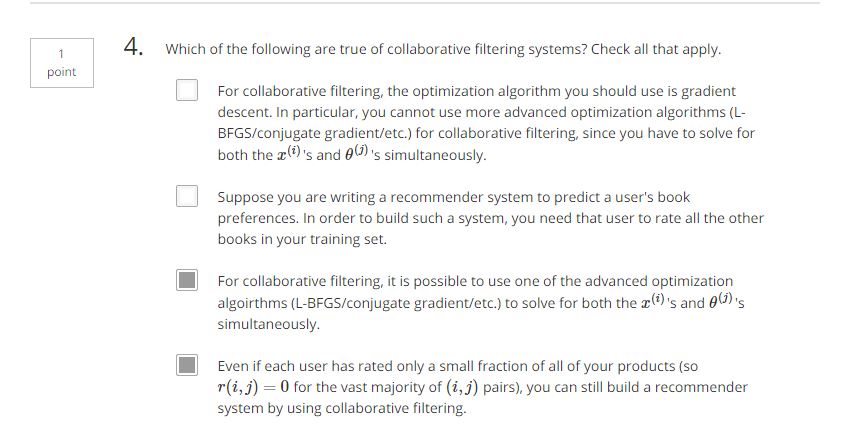 1
point
4. Which of the following are true of collaborative filtering systems? Check all that apply.
For collaborative filtering, the optimization algorithm you should use is gradient
descent. In particular, you cannot use more advanced optimization algorithms (L-
BFGS/conjugate gradient/etc.) for collaborative filtering, since you have to solve for
both the x⁽ⁱ⁾'s and θ⁽ʲ⁾'s simultaneously.
Suppose you are writing a recommender system to predict a user's book
preferences. In order to build such a system, you need that user to rate all the other
books in your training set.
For collaborative filtering, it is possible to use one of the advanced optimization
algoirthms (L-BFGS/conjugate gradient/etc.) to solve for both the x⁽ⁱ⁾'s and θ⁽ʲ⁾'s
simultaneously.
Even if each user has rated only a small fraction of all of your products (so
r(i, j) = 0 for the vast majority of (i, j) pairs), you can still build a recommender
system by using collaborative filtering.